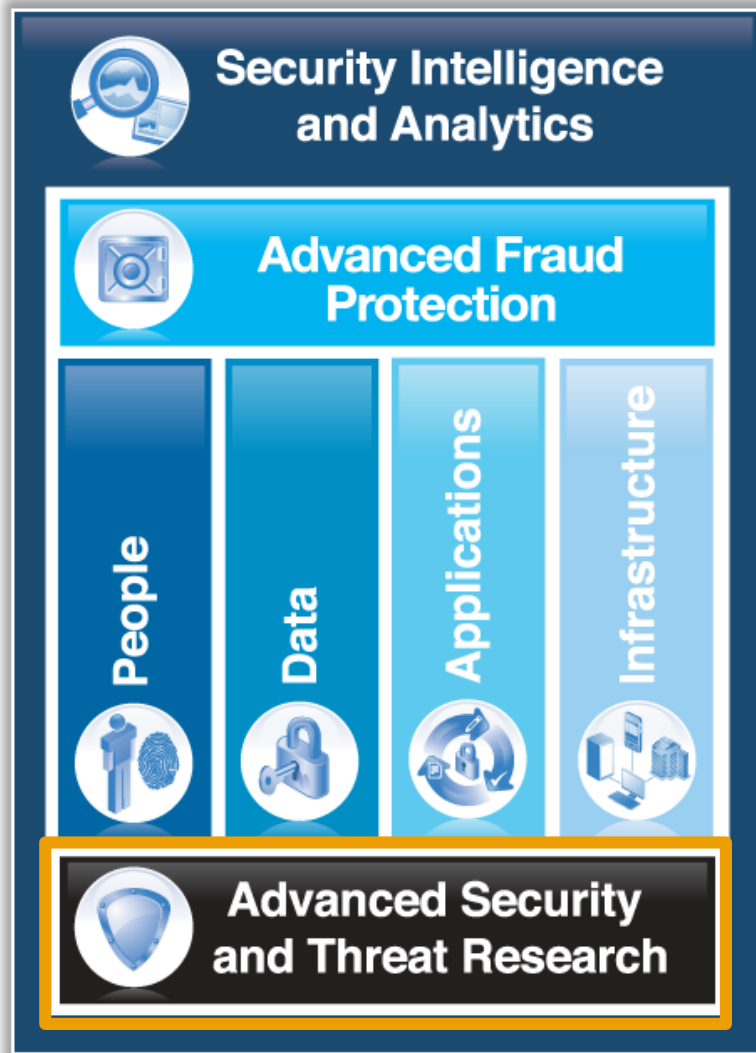 Security Intelligence
and Analytics
Advanced Fraud
Protection
People
Data
Applications
Infrastructure
Advanced Security
and Threat Research